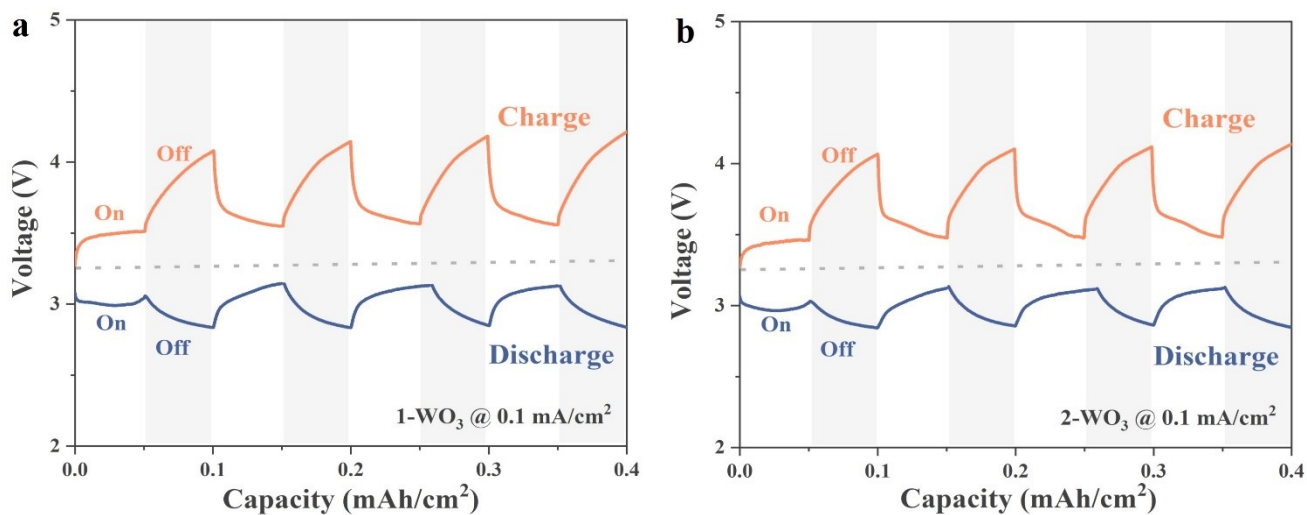 a
5
4
3
2
Voltage (V)
Charge
Off
On
On
Off
Discharge
1-WO₃ @ 0.1 mA/cm²
0.0 0.1 0.2 0.3 0.4
Capacity (mAh/cm²)
b
5
4
3
2
Voltage (V)
Charge
Off
On
On
Off
Discharge
2-WO₃ @ 0.1 mA/cm²
0.0 0.1 0.2 0.3 0.4
Capacity (mAh/cm²)